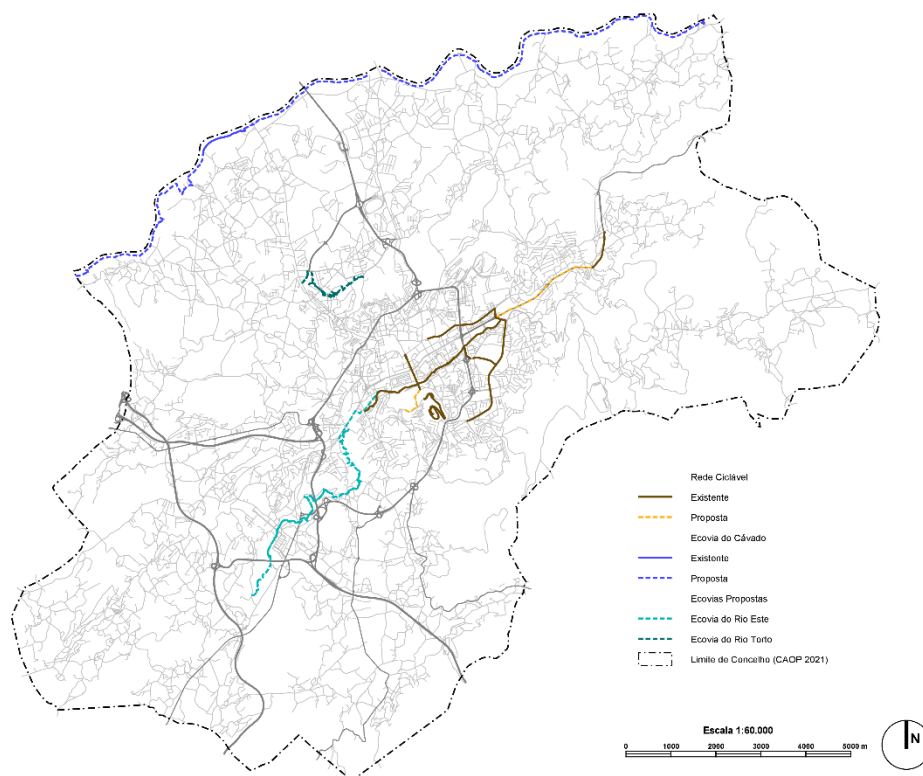 Rede Ciclável
Existente
Proposta
Ecovia do Cávado
Existente
Proposta
Ecovias Propostas
Ecovia do Rio Este
Ecovia do Rio Torto
Limite de Concelho (CAOP 2021)
Escala 1:60.000
0 1000 2000 3000 4000 5000 m
N